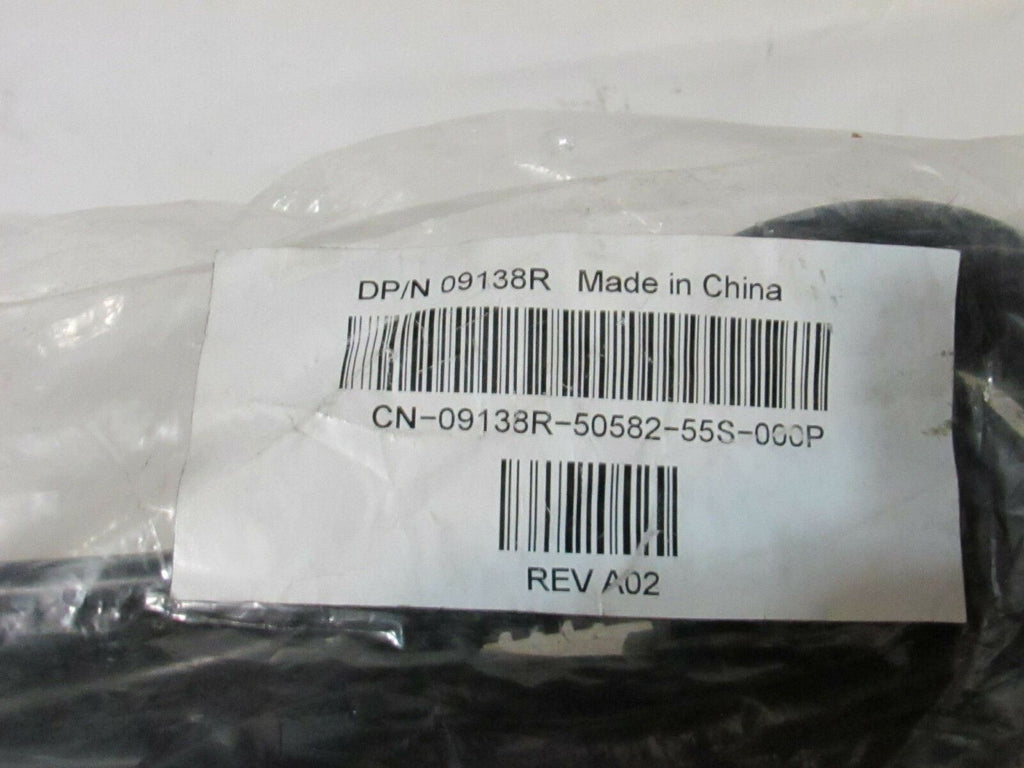 DP/N 09138R Made in China
CN-09138R-50582-55S-000P
REV A02